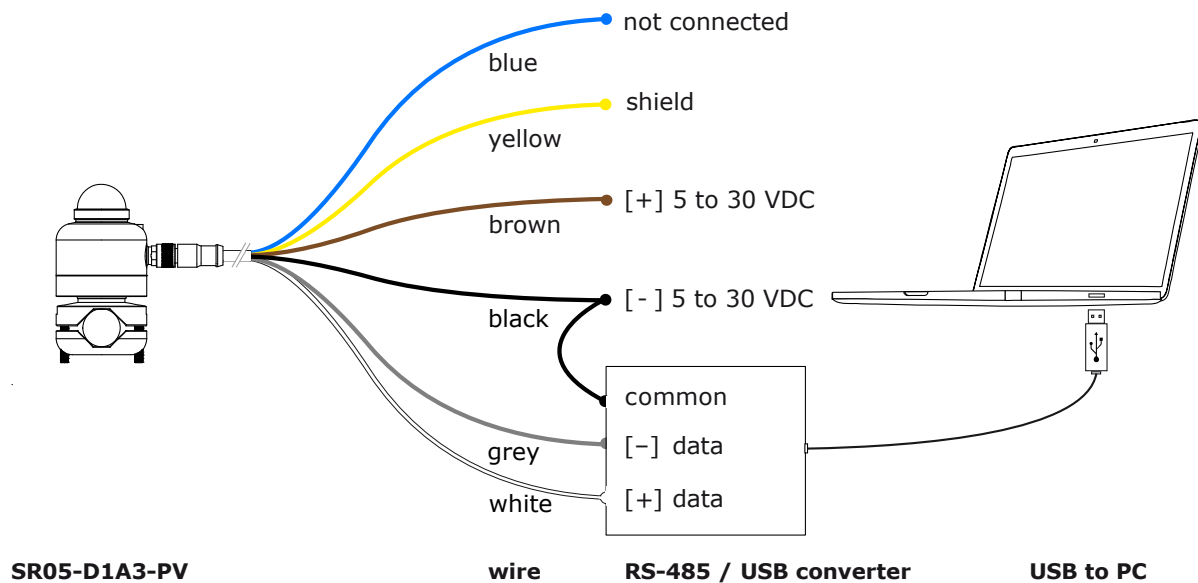 not connected
blue
shield
yellow
[+] 5 to 30 VDC
brown
[-] 5 to 30 VDC
black
common
[–] data
grey
[+] data
white
SR05-D1A3-PV wire RS-485 / USB converter USB to PC